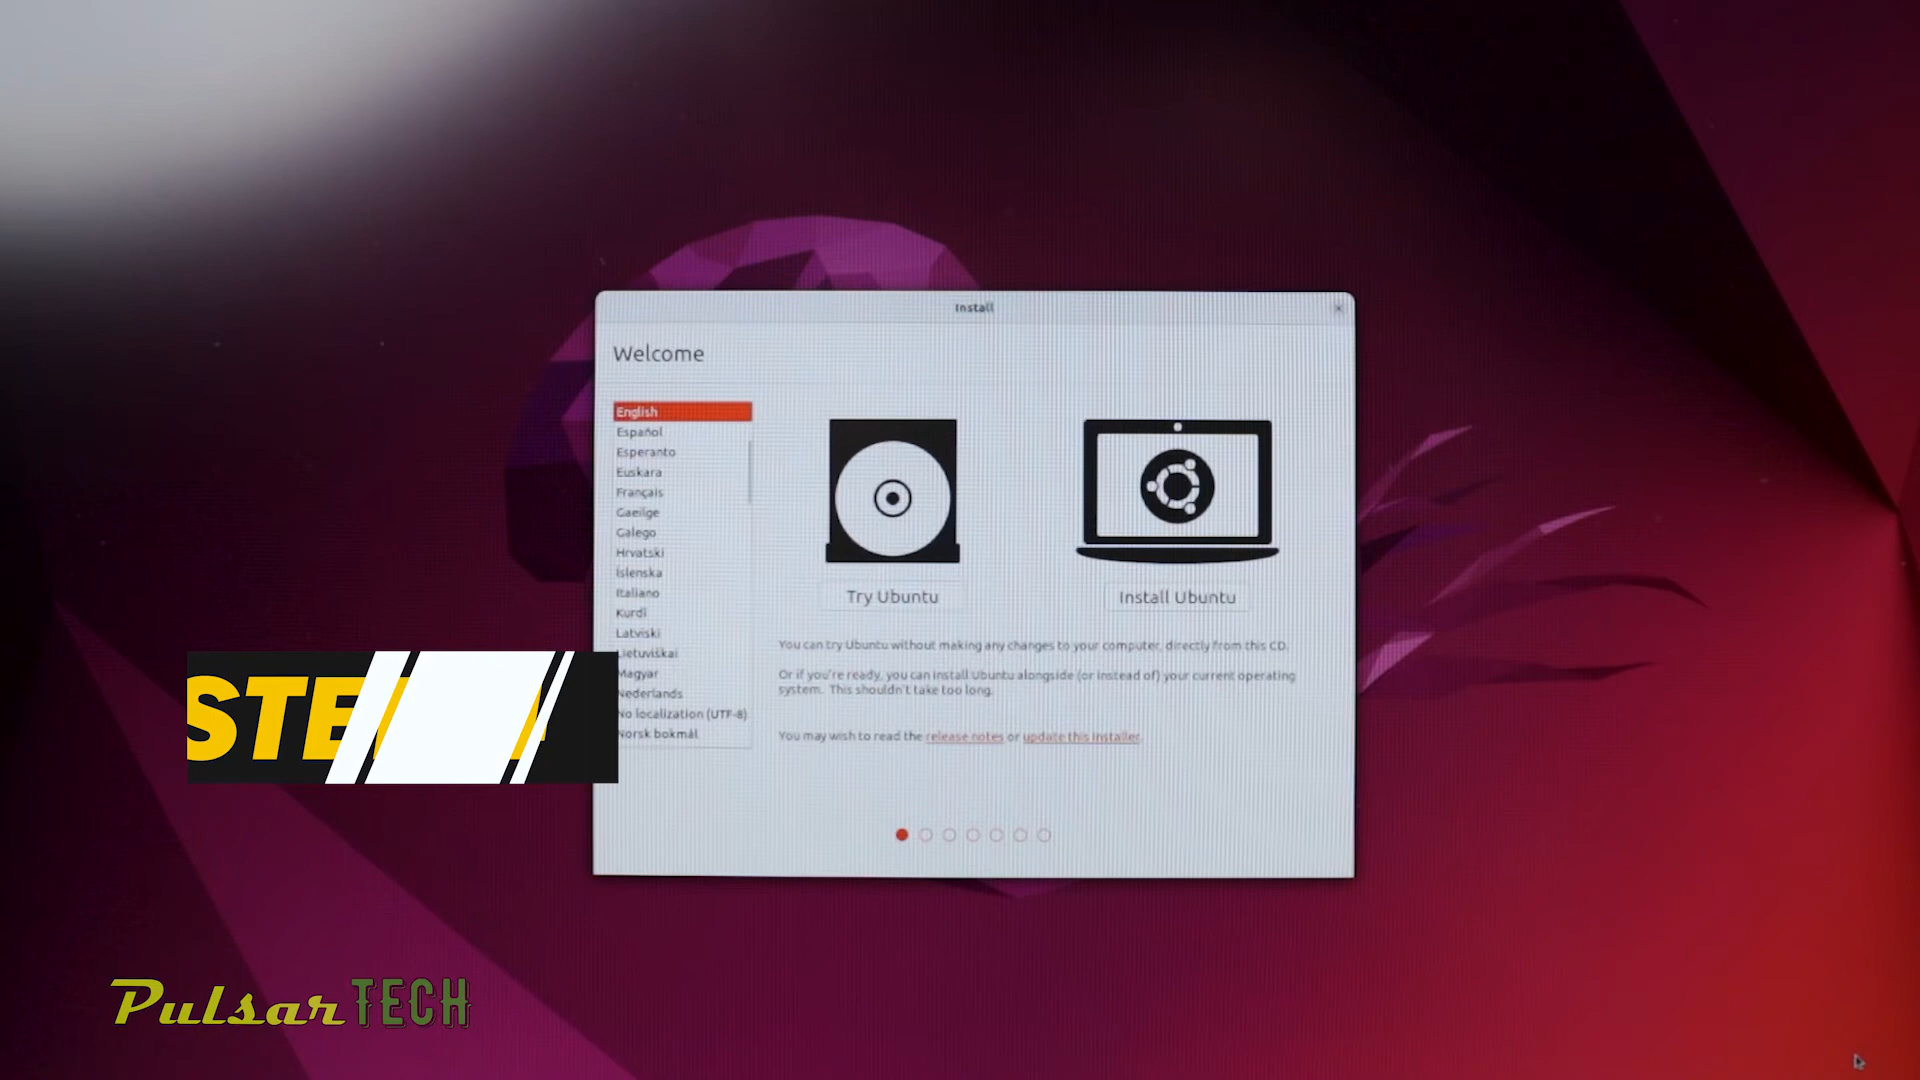 Install
Welcome
English
Español
Esperanto
Euskara
Français
Gaeilge
Galego
Hrvatski
Íslenska
Italiano
Kurdî
Latviski
Lietuviškai
Magyar
Nederlands
No localization (UTF-8)
Norsk bokmål
Try Ubuntu
Install Ubuntu
You can try Ubuntu without making any changes to your computer, directly from this CD.
Or if you're ready, you can install Ubuntu alongside (or instead of) your current operating
system. This shouldn't take too long.
You may wish to read the release notes or update this installer.
STE
Pulsar TECH